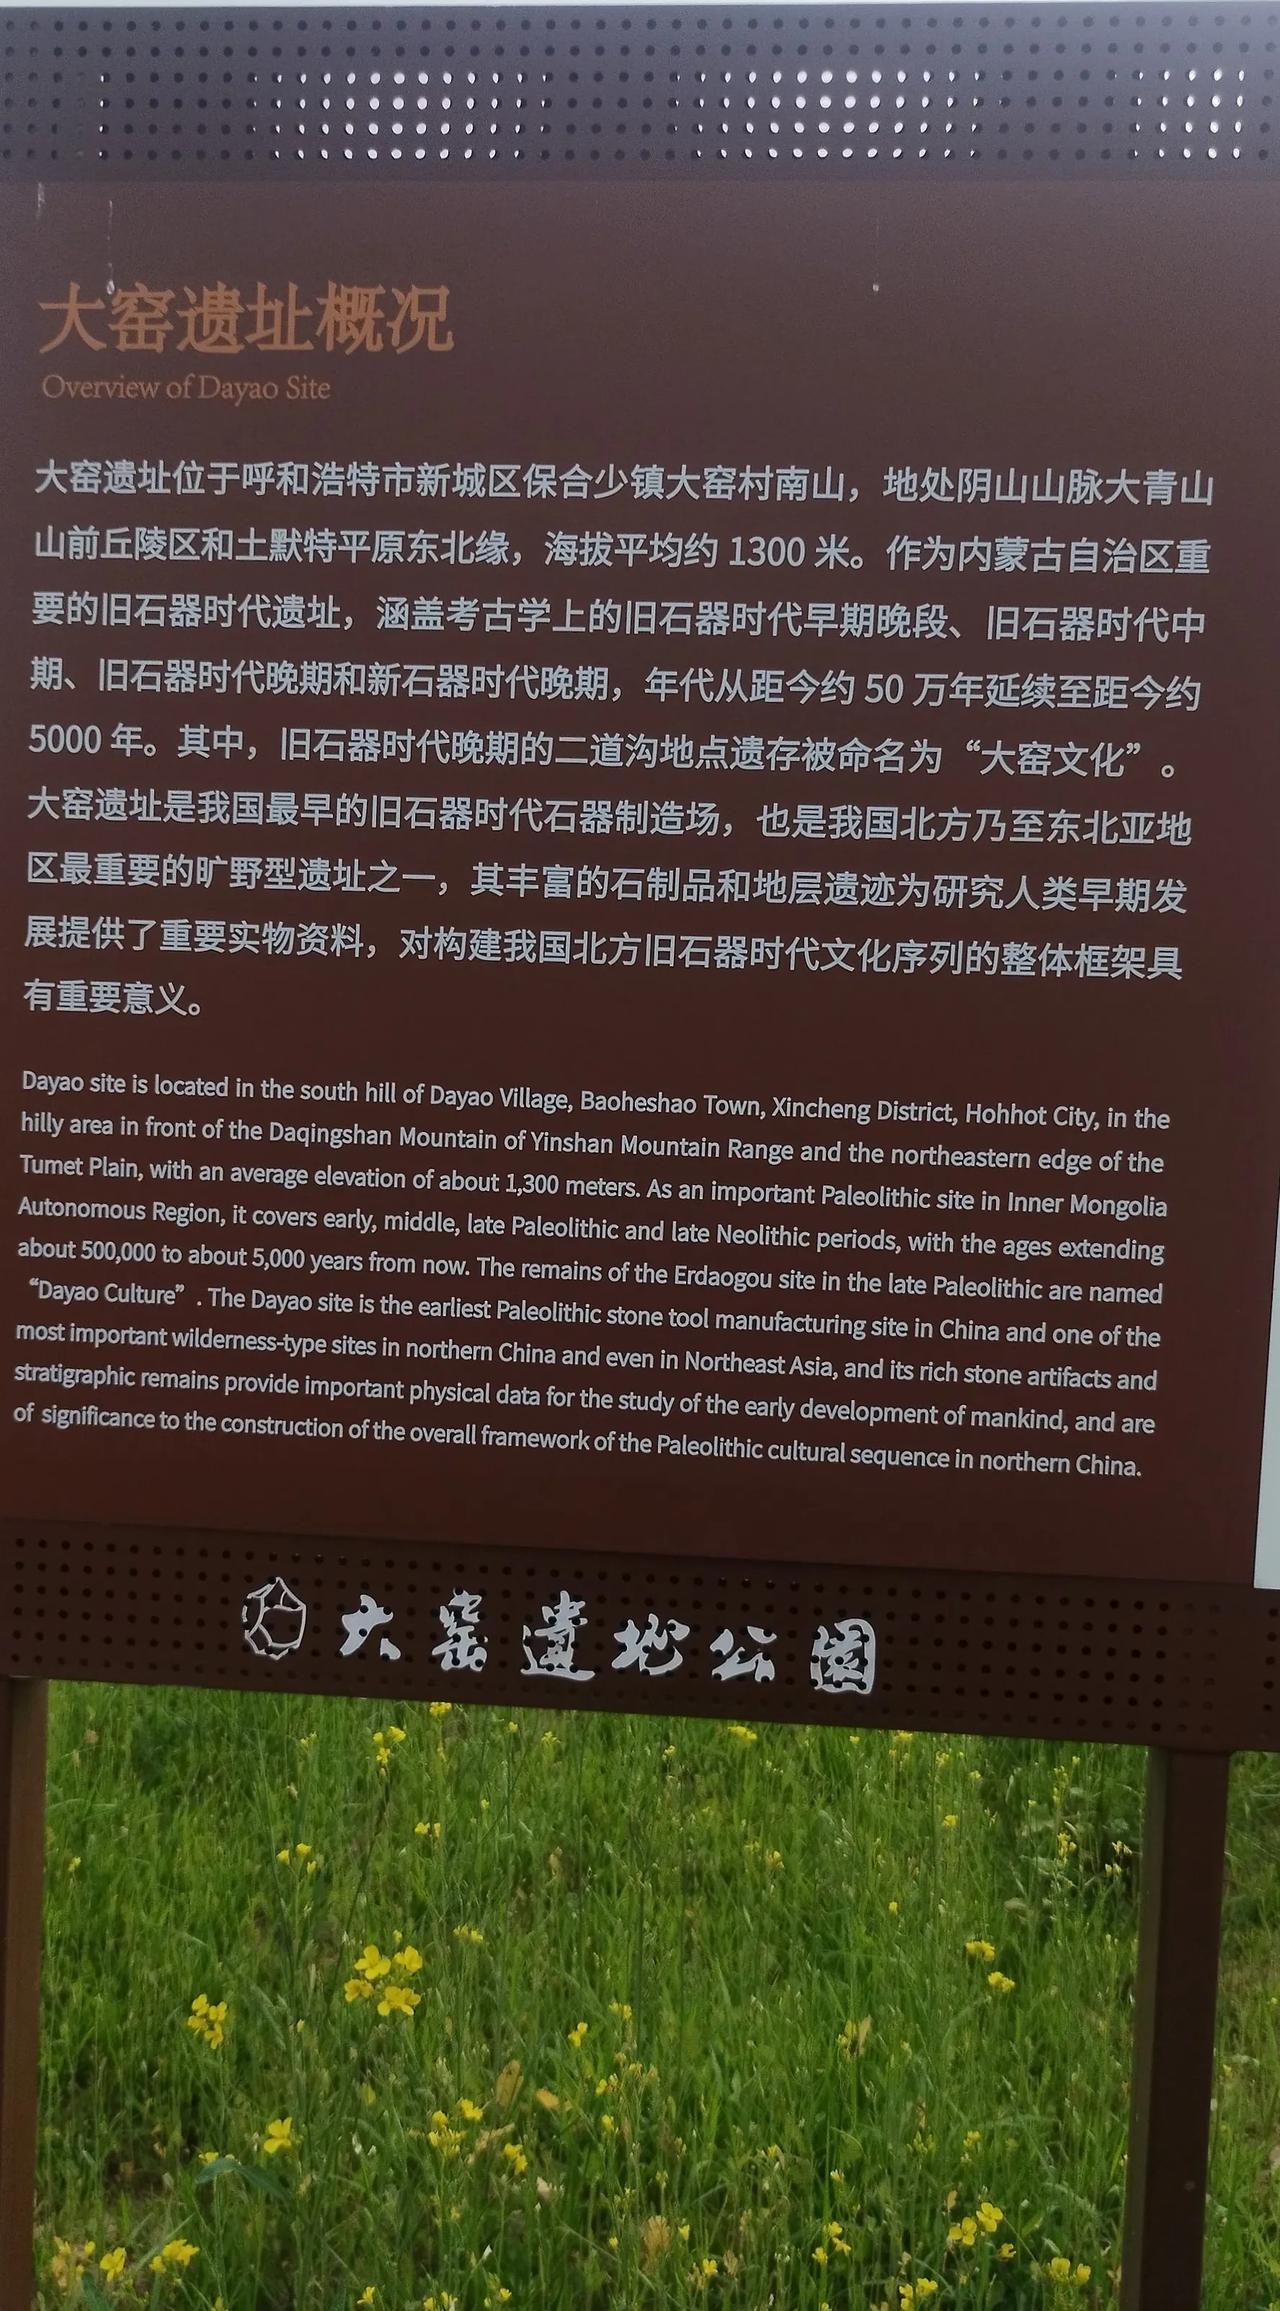 大窑遗址概况
Overview of Dayao Site
大窑遗址位于呼和浩特市新城区保合少镇大窑村南山，地处阴山山脉大青山
山前丘陵区和土默特平原东北缘，海拔平均约 1300 米。作为内蒙古自治区重
要的旧石器时代遗址，涵盖考古学上的旧石器时代早期晚段、旧石器时代中
期、旧石器时代晚期和新石器时代晚期，年代从距今约 50 万年延续至距今约
5000 年。其中，旧石器时代晚期的二道沟地点遗存被命名为“大窑文化”。
大窑遗址是我国最早的旧石器时代石器制造场，也是我国北方乃至东北亚地
区最重要的旷野型遗址之一，其丰富的石制品和地层遗迹为研究人类早期发
展提供了重要实物资料，对构建我国北方旧石器时代文化序列的整体框架具
有重要意义。
Dayao site is located in the south hill of Dayao Village, Baoheshao Town, Xincheng District, Hohhot City, in the
hilly area in front of the Daqingshan Mountain of Yinshan Mountain Range and the northeastern edge of the
Tumet Plain, with an average elevation of about 1,300 meters. As an important Paleolithic site in Inner Mongolia
Autonomous Region, it covers early, middle, late Paleolithic and late Neolithic periods, with the ages extending
about 500,000 to about 5,000 years from now. The remains of the Erdaogou site in the late Paleolithic are named
“Dayao Culture”. The Dayao site is the earliest Paleolithic stone tool manufacturing site in China and one of the
most important wilderness-type sites in northern China and even in Northeast Asia, and its rich stone artifacts and
stratigraphic remains provide important physical data for the study of the early development of mankind, and are
of significance to the construction of the overall framework of the Paleolithic cultural sequence in northern China.
大窑遺址公園